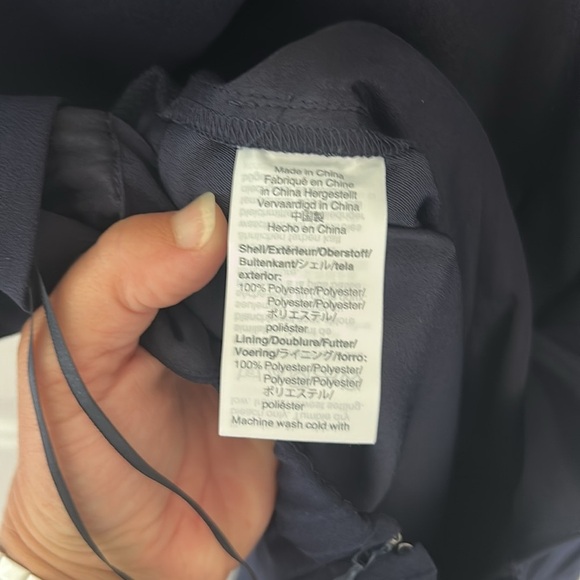 Made in China
Fabriqué en Chine
in China Hergestellt
Vervaardigd in China
中国製
Hecho en China
Shell/Extérieur/Oberstoff/
Buitenkant/シェル/tela
exterior:
100% Polyester/Polyester/
Polyester/Polyester/
ポリエステル/
poliéster
Lining/Doublure/Futter/
Voering/ライニング/forro:
100% Polyester/Polyester/
Polyester/Polyester/
ポリエステル/
poliéster
Machine wash cold with